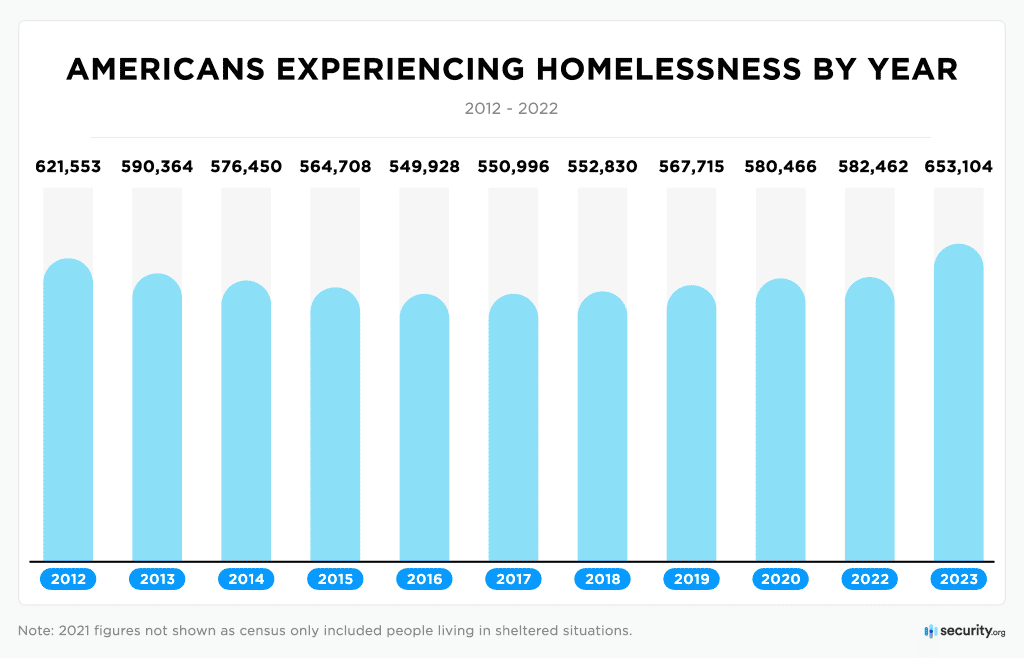 AMERICANS EXPERIENCING HOMELESSNESS BY YEAR
2012 - 2022
621,553 590,364 576,450 564,708 549,928 550,996 552,830 567,715 580,466 582,462 653,104
2012 2013 2014 2015 2016 2017 2018 2019 2020 2022 2023
Note: 2021 figures not shown as census only included people living in sheltered situations.
security.org